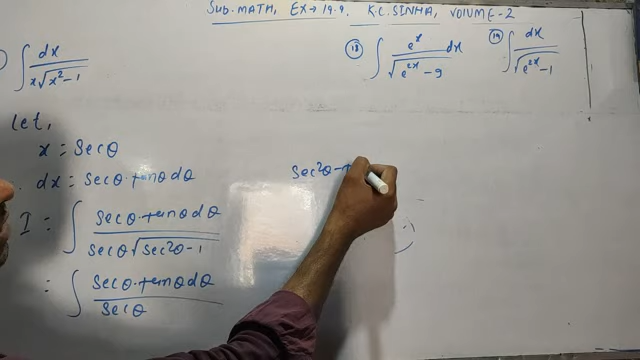 SUB. MATH, EX→19.9, K.C. SINHA, VOLUME-2
) ∫ dx / x√(x²-1)
(13) ∫ eˣ / √(e²ˣ - 9) dx
(14) ∫ dx / √(e²ˣ - 1)
Let,
x = secθ
dx = secθ·tanθ dθ
sec²θ - t
I = ∫ secθ·tanθ dθ / secθ√(sec²θ - 1)
= ∫ secθ·tanθ dθ / secθ